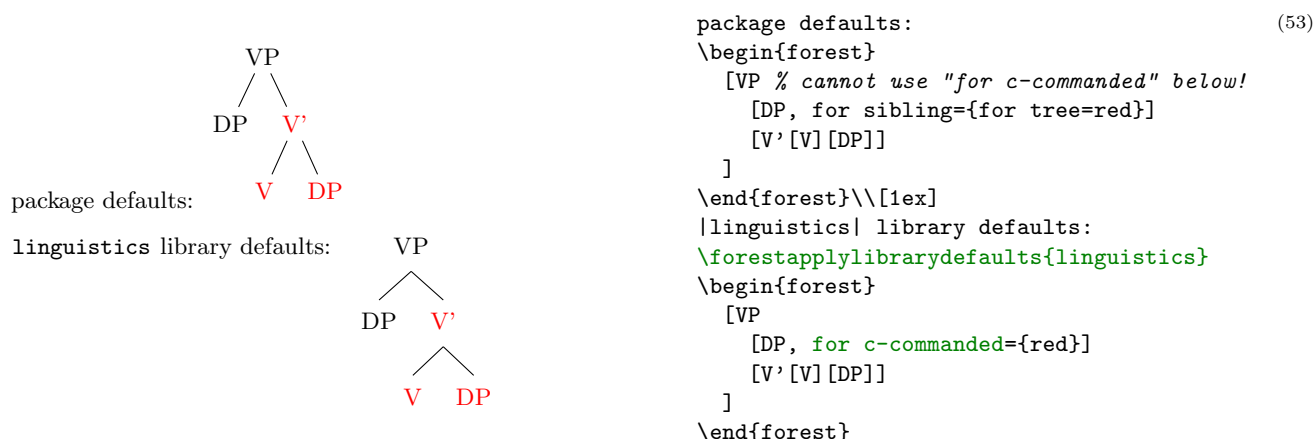 VP
DP V'
V DP
package defaults:
linguistics library defaults: VP
DP V'
V DP
package defaults:
\begin{forest}
[VP % cannot use "for c-commanded" below!
[DP, for sibling={for tree=red}]
[V'[V][DP]]
]
\end{forest}\\[1ex]
|linguistics| library defaults:
\forestapplylibrarydefaults{linguistics}
\begin{forest}
[VP
[DP, for c-commanded={red}]
[V'[V][DP]]
]
\end{forest}
(53)